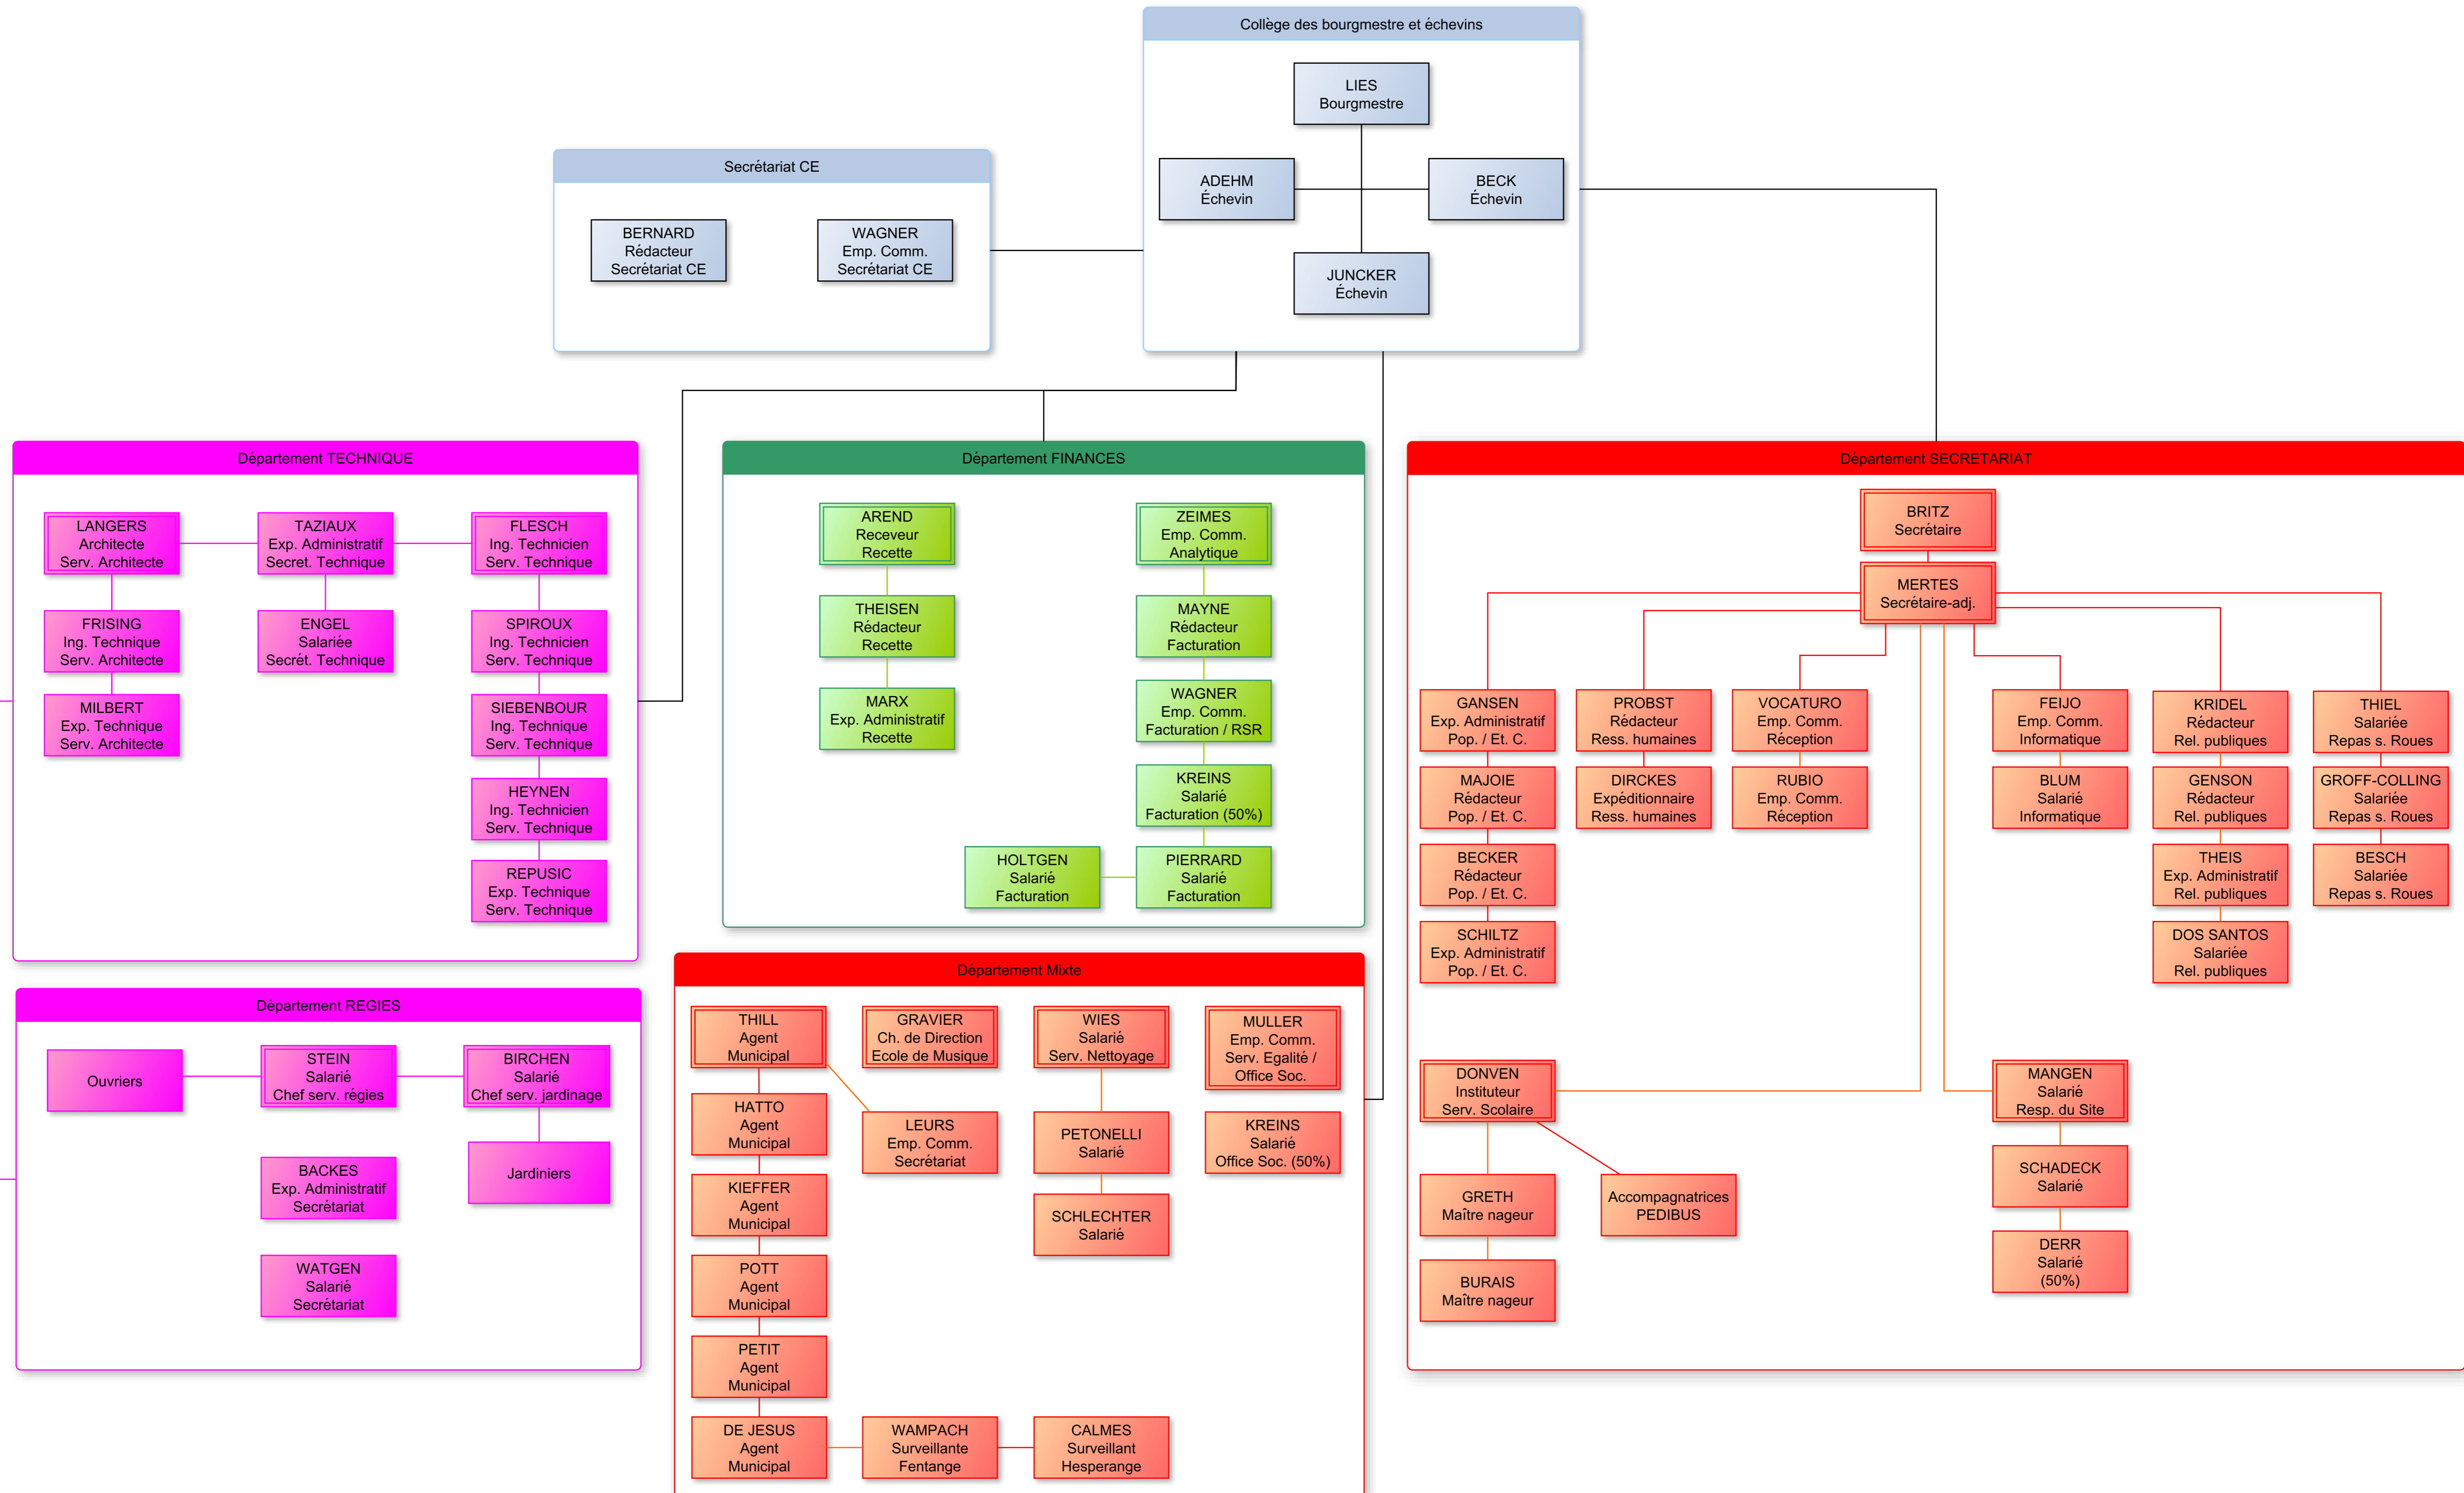 Collège des bourgmestre et échevins
LIES
Bourgmestre
ADEHM
Échevin
BECK
Échevin
JUNCKER
Échevin
Secrétariat CE
BERNARD
Rédacteur
Secrétariat CE
WAGNER
Emp. Comm.
Secrétariat CE
Département TECHNIQUE
LANGERS
Architecte
Serv. Architecte
TAZIAUX
Exp. Administratif
Secret. Technique
FLESCH
Ing. Technicien
Serv. Technique
FRISING
Ing. Technique
Serv. Architecte
ENGEL
Salariée
Secrét. Technique
SPIROUX
Ing. Technicien
Serv. Technique
MILBERT
Exp. Technique
Serv. Architecte
SIEBENBOUR
Ing. Technique
Serv. Technique
HEYNEN
Ing. Technicien
Serv. Technique
REPUSIC
Exp. Technique
Serv. Technique
Département FINANCES
AREND
Receveur
Recette
ZEIMES
Emp. Comm.
Analytique
THEISEN
Rédacteur
Recette
MAYNE
Rédacteur
Facturation
MARX
Exp. Administratif
Recette
WAGNER
Emp. Comm.
Facturation / RSR
KREINS
Salarié
Facturation (50%)
HOLTGEN
Salarié
Facturation
PIERRARD
Salarié
Facturation
Département SECRETARIAT
BRITZ
Secrétaire
MERTES
Secrétaire-adj.
GANSEN
Exp. Administratif
Pop. / Et. C.
PROBST
Rédacteur
Ress. humaines
VOCATURO
Emp. Comm.
Réception
FEIJO
Emp. Comm.
Informatique
KRIDEL
Rédacteur
Rel. publiques
THIEL
Salariée
Repas s. Roues
MAJOIE
Rédacteur
Pop. / Et. C.
DIRCKES
Expéditionnaire
Ress. humaines
RUBIO
Emp. Comm.
Réception
BLUM
Salarié
Informatique
GENSON
Rédacteur
Rel. publiques
GROFF-COLLING
Salariée
Repas s. Roues
BECKER
Rédacteur
Pop. / Et. C.
THEIS
Exp. Administratif
Rel. publiques
BESCH
Salariée
Repas s. Roues
SCHILTZ
Exp. Administratif
Pop. / Et. C.
DOS SANTOS
Salariée
Rel. publiques
DONVEN
Instituteur
Serv. Scolaire
MANGEN
Salarié
Resp. du Site
GRETH
Maître nageur
Accompagnatrices
PEDIBUS
SCHADECK
Salarié
BURAIS
Maître nageur
DERR
Salarié
(50%)
Département REGIES
Ouvriers
STEIN
Salarié
Chef serv. régies
BIRCHEN
Salarié
Chef serv. jardinage
BACKES
Exp. Administratif
Secrétariat
Jardiniers
WATGEN
Salarié
Secrétariat
Département Mixte
THILL
Agent
Municipal
GRAVIER
Ch. de Direction
Ecole de Musique
WIES
Salarié
Serv. Nettoyage
MULLER
Emp. Comm.
Serv. Egalité /
Office Soc.
HATTO
Agent
Municipal
LEURS
Emp. Comm.
Secrétariat
PETONELLI
Salarié
KREINS
Salarié
Office Soc. (50%)
KIEFFER
Agent
Municipal
SCHLECHTER
Salarié
POTT
Agent
Municipal
PETIT
Agent
Municipal
DE JESUS
Agent
Municipal
WAMPACH
Surveillante
Fentange
CALMES
Surveillant
Hesperange